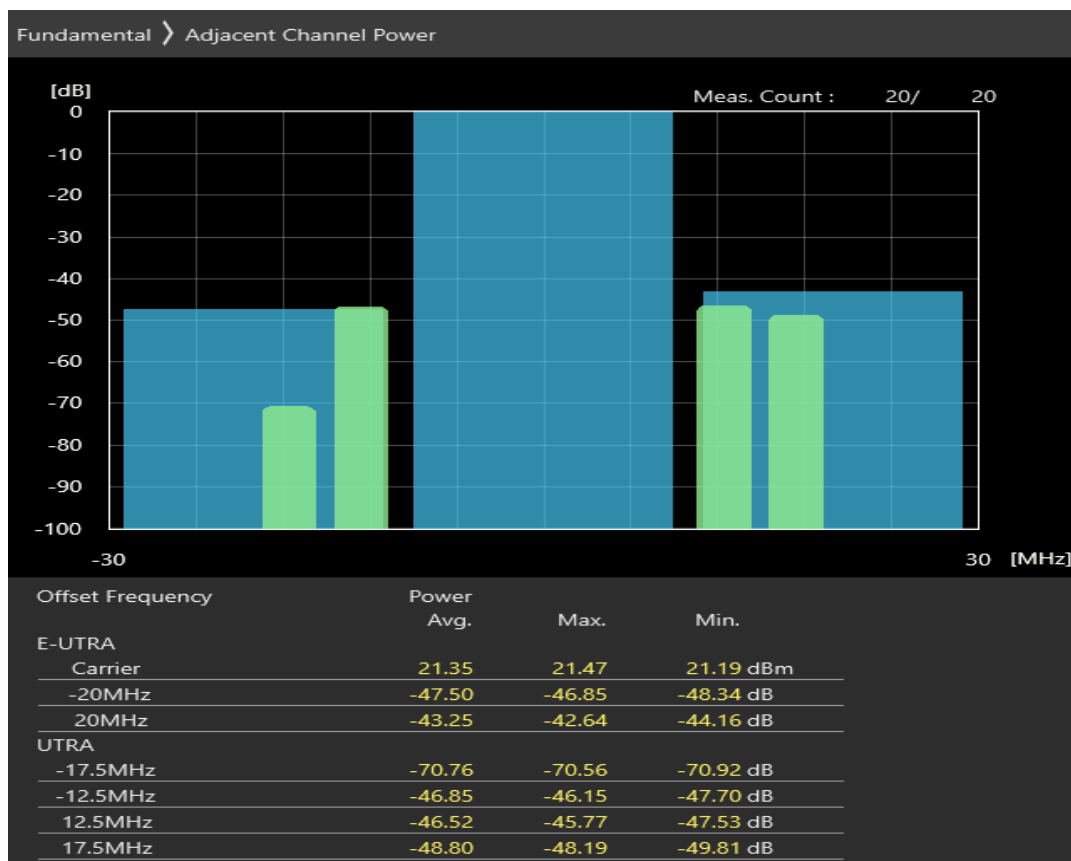 Fundamental 》 Adjacent Channel Power
[dB]
Meas. Count : 20/ 20
0
-10
-20
-30
-40
-50
-60
-70
-80
-90
-100
-30 30 [MHz]
Offset Frequency Power
Avg. Max. Min.
E-UTRA
Carrier 21.35 21.47 21.19 dBm
-20MHz -47.50 -46.85 -48.34 dB
20MHz -43.25 -42.64 -44.16 dB
UTRA
-17.5MHz -70.76 -70.56 -70.92 dB
-12.5MHz -46.85 -46.15 -47.70 dB
12.5MHz -46.52 -45.77 -47.53 dB
17.5MHz -48.80 -48.19 -49.81 dB